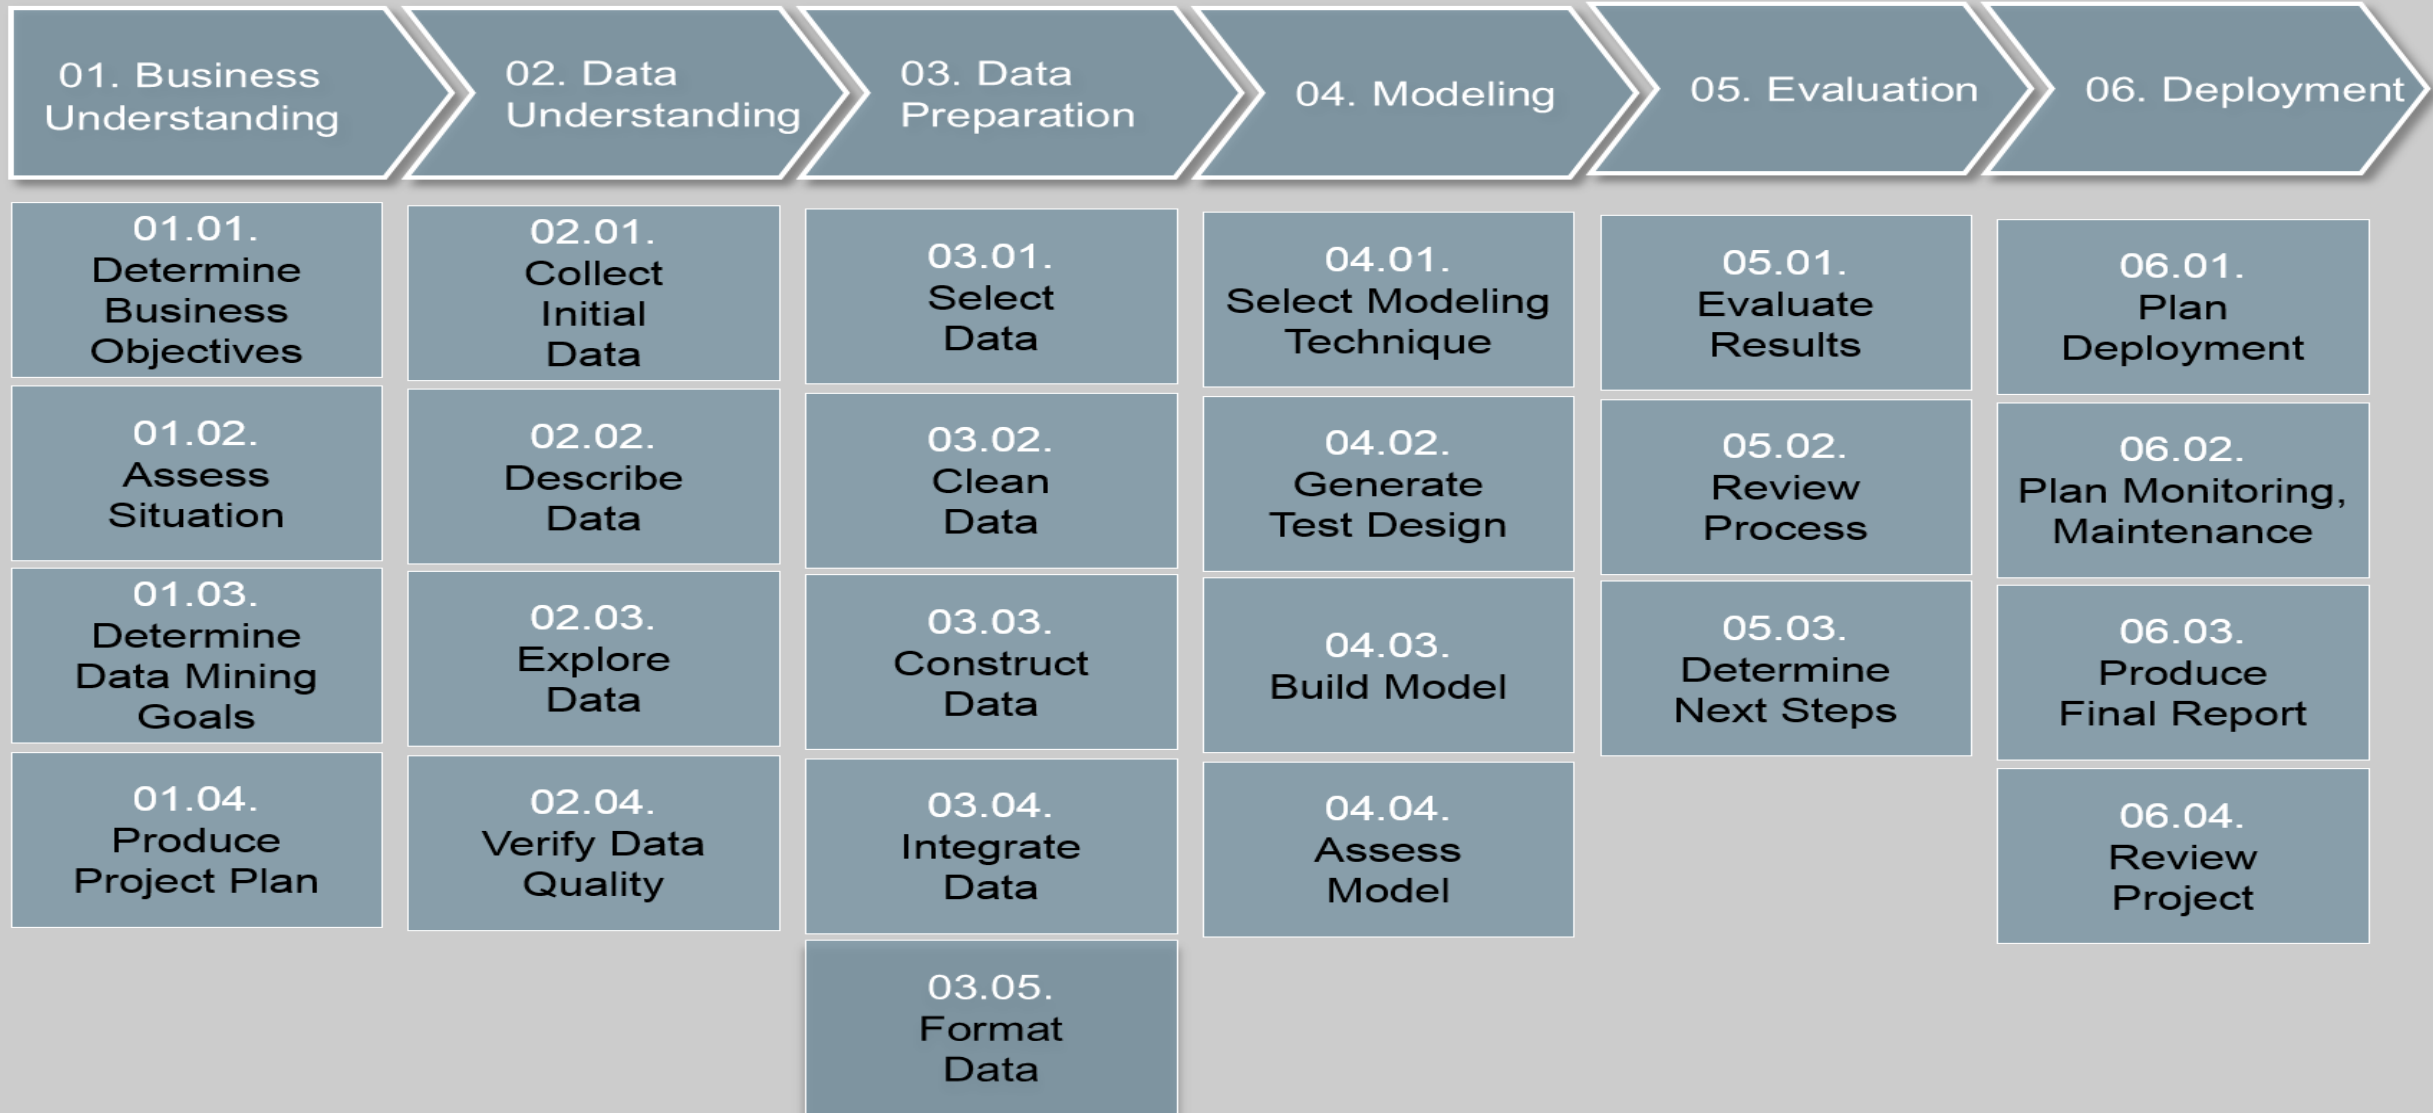 01. Business
Understanding
02. Data
Understanding
03. Data
Preparation
04. Modeling
05. Evaluation
06. Deployment
01.01.
Determine
Business
Objectives
01.02.
Assess
Situation
01.03.
Determine
Data Mining
Goals
01.04.
Produce
Project Plan
02.01.
Collect
Initial
Data
02.02.
Describe
Data
02.03.
Explore
Data
02.04.
Verify Data
Quality
03.01.
Select
Data
03.02.
Clean
Data
03.03.
Construct
Data
03.04.
Integrate
Data
03.05.
Format
Data
04.01.
Select Modeling
Technique
04.02.
Generate
Test Design
04.03.
Build Model
04.04.
Assess
Model
05.01.
Evaluate
Results
05.02.
Review
Process
05.03.
Determine
Next Steps
06.01.
Plan
Deployment
06.02.
Plan Monitoring,
Maintenance
06.03.
Produce
Final Report
06.04.
Review
Project